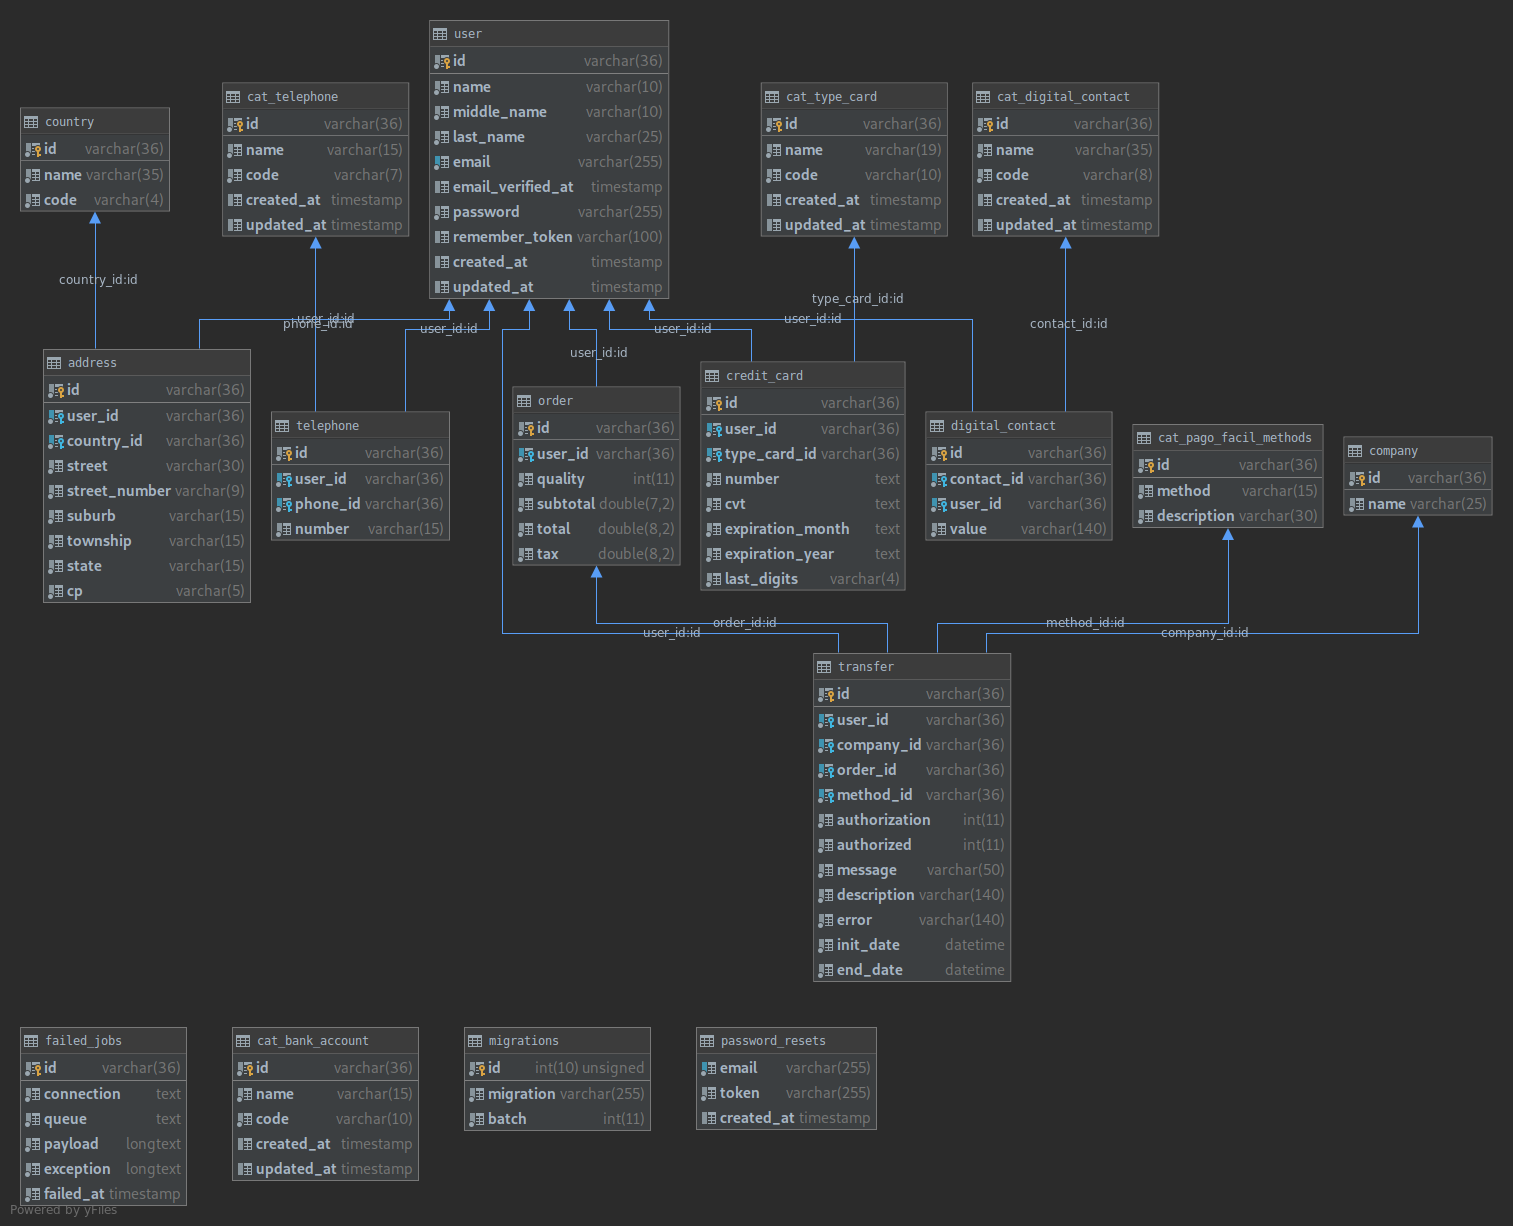 user
id varchar(36)
name varchar(10)
middle_name varchar(10)
last_name varchar(25)
email varchar(255)
email_verified_at timestamp
password varchar(255)
remember_token varchar(100)
created_at timestamp
updated_at timestamp
country
id varchar(36)
name varchar(35)
code varchar(4)
cat_telephone
id varchar(36)
name varchar(15)
code varchar(7)
created_at timestamp
updated_at timestamp
cat_type_card
id varchar(36)
name varchar(19)
code varchar(10)
created_at timestamp
updated_at timestamp
cat_digital_contact
id varchar(36)
name varchar(35)
code varchar(8)
created_at timestamp
updated_at timestamp
country_id:id
user_id:id
phone_id:id
user_id:id
user_id:id
user_id:id
type_card_id:id
user_id:id
contact_id:id
address
id varchar(36)
user_id varchar(36)
country_id varchar(36)
street varchar(30)
street_number varchar(9)
suburb varchar(15)
township varchar(15)
state varchar(15)
cp varchar(5)
telephone
id varchar(36)
user_id varchar(36)
phone_id varchar(36)
number varchar(15)
order
id varchar(36)
user_id varchar(36)
quality int(11)
subtotal double(7,2)
total double(8,2)
tax double(8,2)
credit_card
id varchar(36)
user_id varchar(36)
type_card_id varchar(36)
number text
cvt text
expiration_month text
expiration_year text
last_digits varchar(4)
digital_contact
id varchar(36)
contact_id varchar(36)
user_id varchar(36)
value varchar(140)
cat_pago_facil_methods
id varchar(36)
method varchar(15)
description varchar(30)
company
id varchar(36)
name varchar(25)
order_id:id
user_id:id
method_id:id
company_id:id
transfer
id varchar(36)
user_id varchar(36)
company_id varchar(36)
order_id varchar(36)
method_id varchar(36)
authorization int(11)
authorized int(11)
message varchar(50)
description varchar(140)
error varchar(140)
init_date datetime
end_date datetime
failed_jobs
id varchar(36)
connection text
queue text
payload longtext
exception longtext
failed_at timestamp
cat_bank_account
id varchar(36)
name varchar(15)
code varchar(10)
created_at timestamp
updated_at timestamp
migrations
id int(10) unsigned
migration varchar(255)
batch int(11)
password_resets
email varchar(255)
token varchar(255)
created_at timestamp
Powered by yFiles